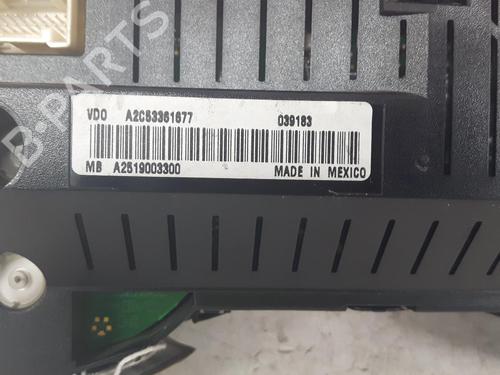 VDO A2C53361677 039183
MB A2519003300 MADE IN MEXICO
B-PARTS